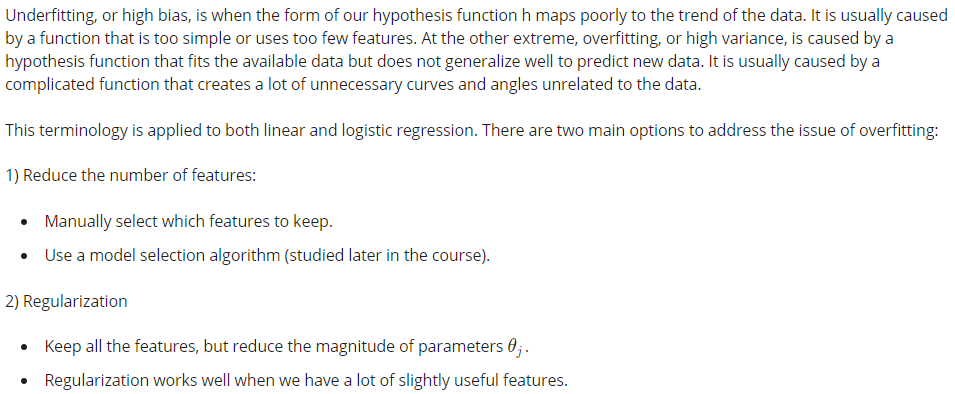 Underfitting, or high bias, is when the form of our hypothesis function h maps poorly to the trend of the data. It is usually caused
by a function that is too simple or uses too few features. At the other extreme, overfitting, or high variance, is caused by a
hypothesis function that fits the available data but does not generalize well to predict new data. It is usually caused by a
complicated function that creates a lot of unnecessary curves and angles unrelated to the data.
This terminology is applied to both linear and logistic regression. There are two main options to address the issue of overfitting:
1) Reduce the number of features:
• Manually select which features to keep.
• Use a model selection algorithm (studied later in the course).
2) Regularization
• Keep all the features, but reduce the magnitude of parameters θⱼ.
• Regularization works well when we have a lot of slightly useful features.